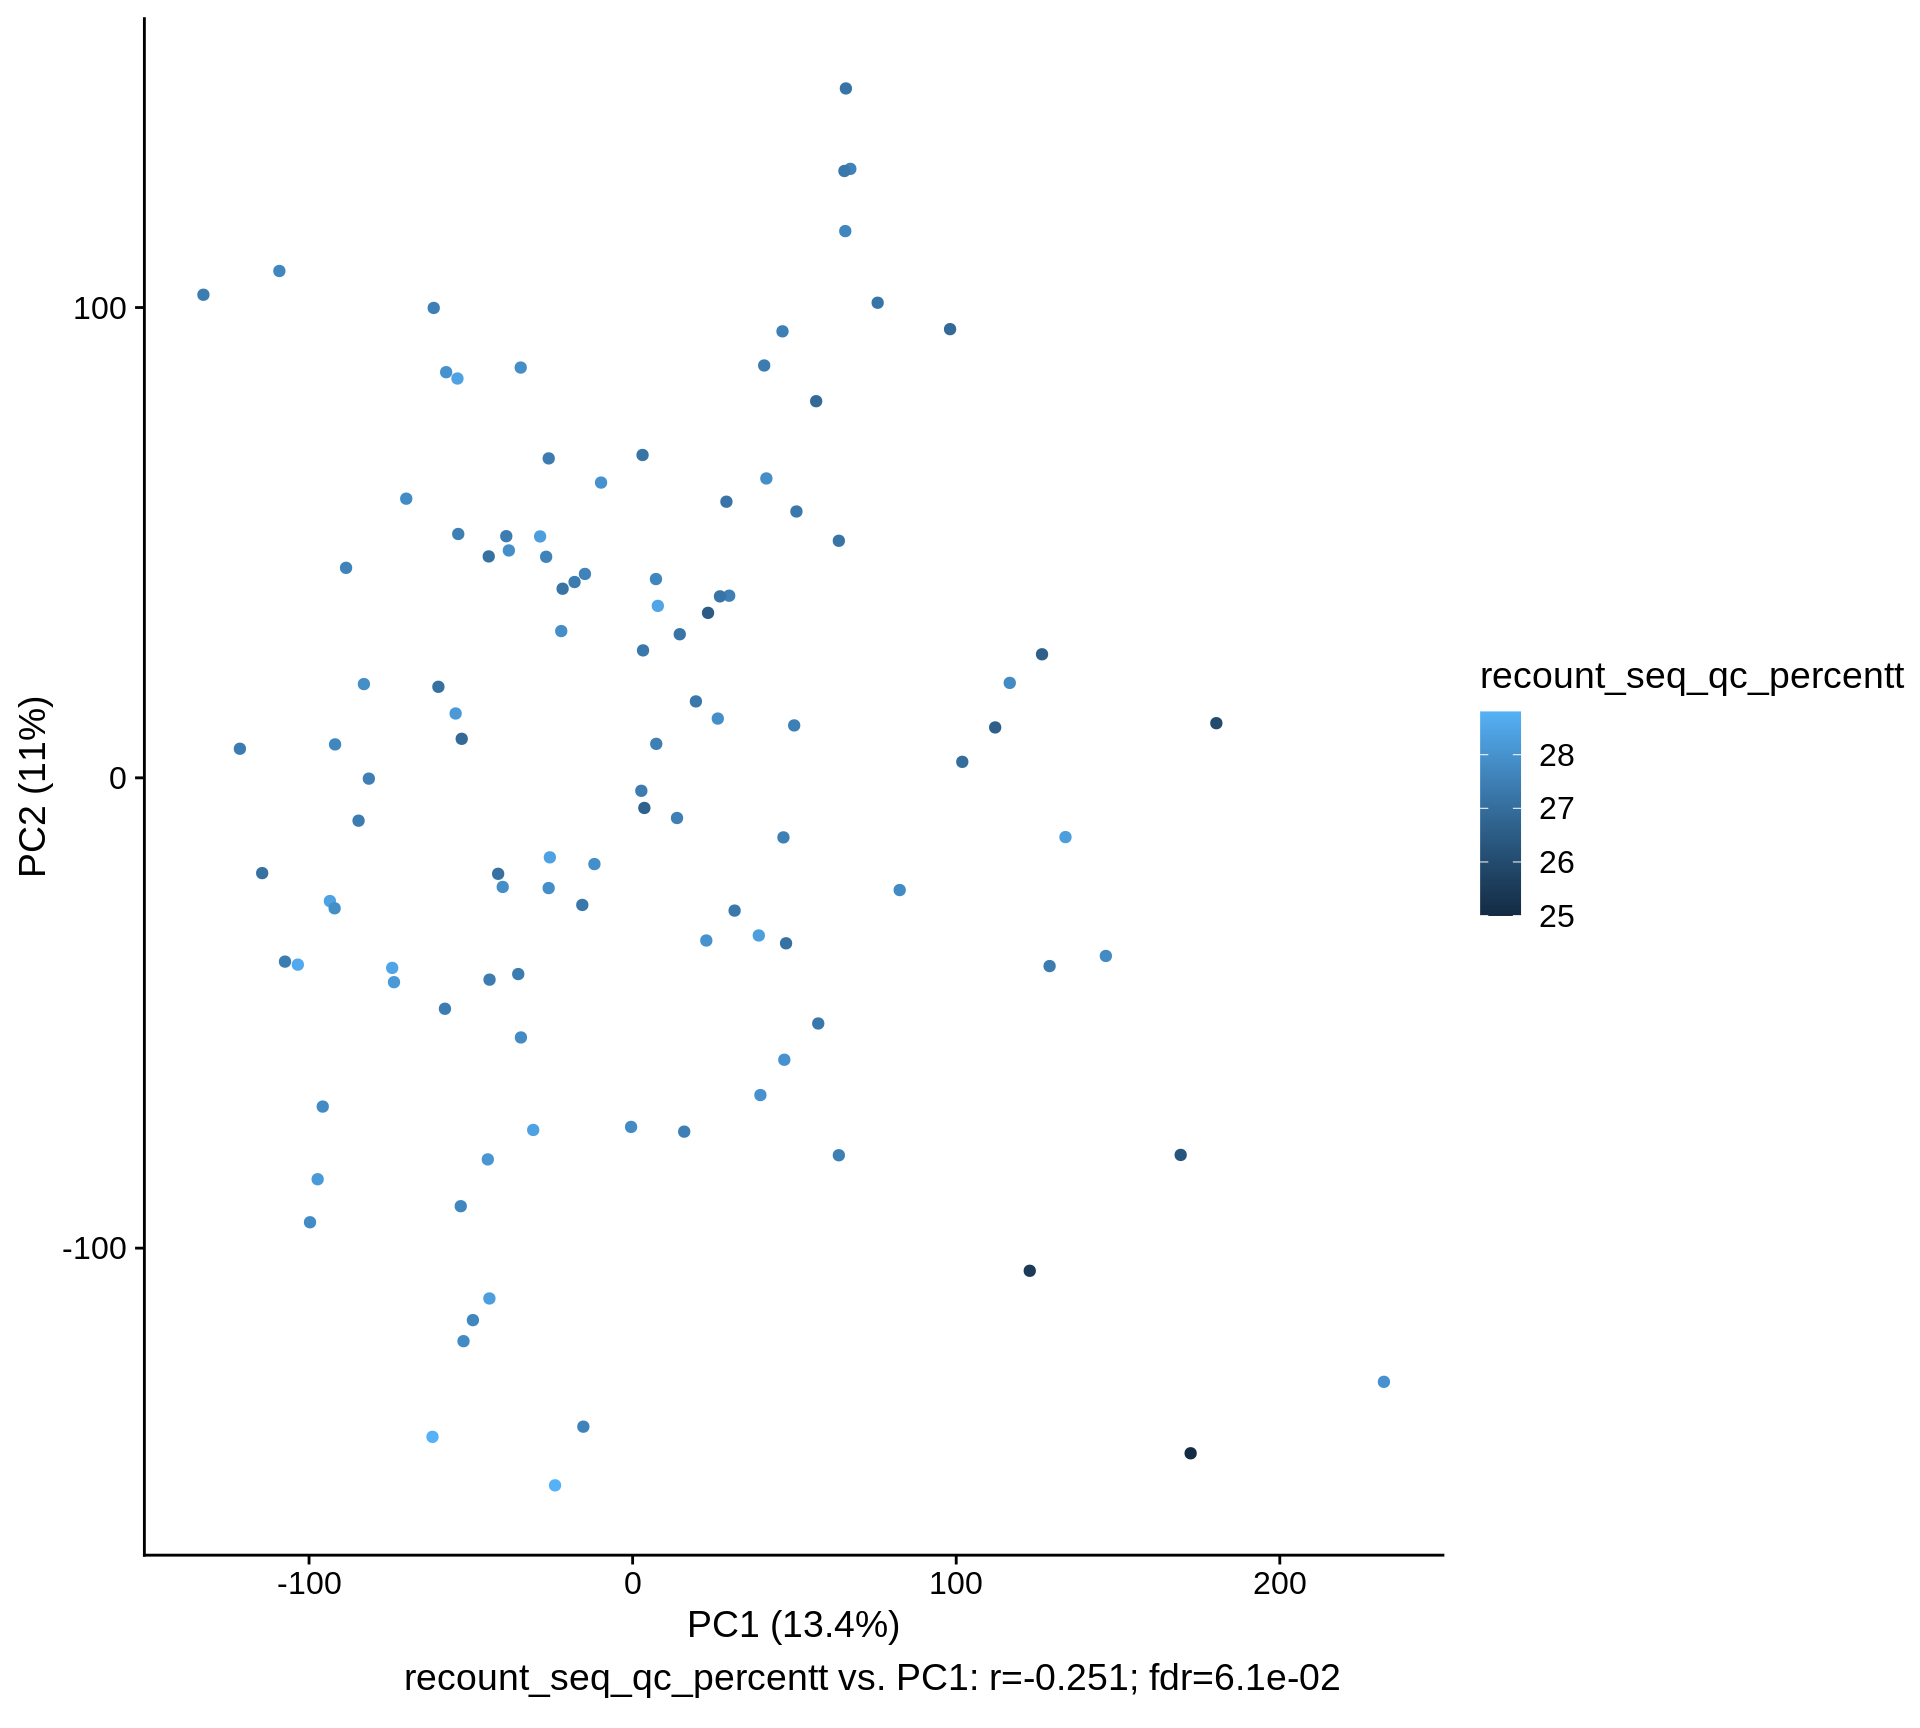 100
0
-100
PC2 (11%)
-100
0
100
200
PC1 (13.4%)
recount_seq_qc_percentt vs. PC1: r=-0.251; fdr=6.1e-02
recount_seq_qc_percentt
28
27
26
25